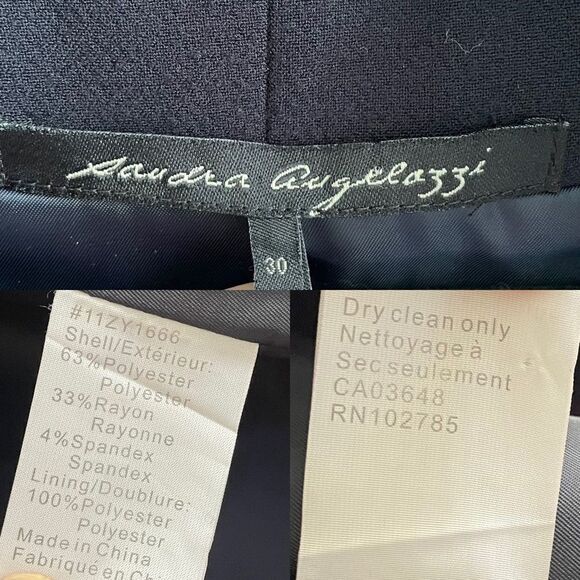 Sandra Angelozzi
30
#11ZY1666
Shell/Extérieur:
63%Polyester
Polyester
33%Rayon
Rayonne
4%Spandex
Spandex
Lining/Doublure:
100%Polyester
Polyester
Made in China
Fabriqué en Chi
Dry clean only
Nettoyage à
Sec seulement
CA03648
RN102785